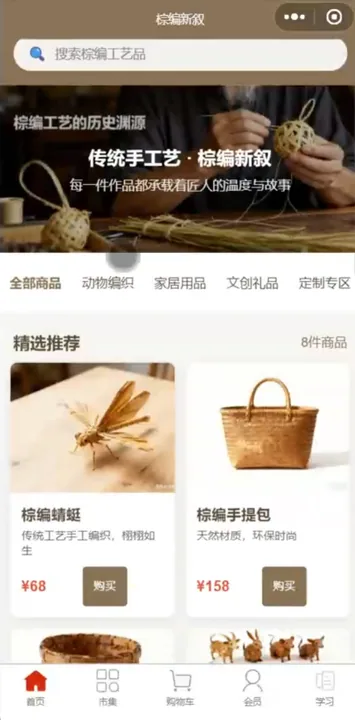 棕编新叙
搜索棕编工艺品
棕编工艺的历史渊源
传统手工艺 · 棕编新叙
每一件作品都承载着匠人的温度与故事
全部商品 动物编织 家居用品 文创礼品 定制专区
精选推荐 8件商品
棕编蜻蜓
传统工艺手工编织，栩栩如
生
¥68 购买
棕编手提包
天然材质，环保时尚
¥158 购买
首页 市集 购物车 会员 学习